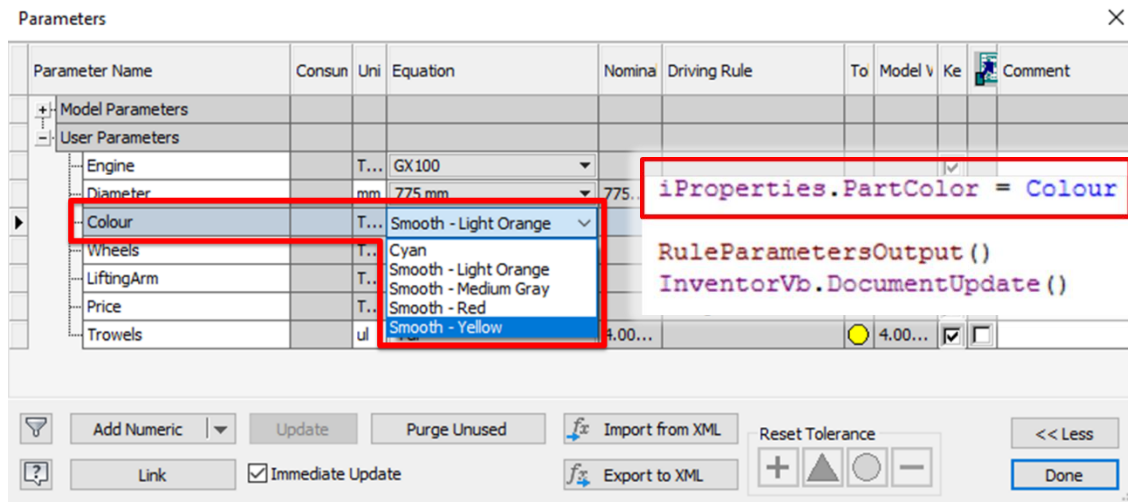 Parameters
Parameter Name Consun Uni Equation Nomina Driving Rule To Model V Ke Comment
Model Parameters
User Parameters
Engine T... GX100
Diameter mm 775 mm 775.
Colour T... Smooth - Light Orange
Wheels T...
LiftingArm T...
Price T...
Trowels ul 4.00... 4.00...
Cyan
Smooth - Light Orange
Smooth - Medium Gray
Smooth - Red
Smooth - Yellow
iProperties.PartColor = Colour
RuleParametersOutput()
InventorVb.DocumentUpdate()
Add Numeric Update Purge Unused fx Import from XML Reset Tolerance << Less
Link Immediate Update fx Export to XML Done